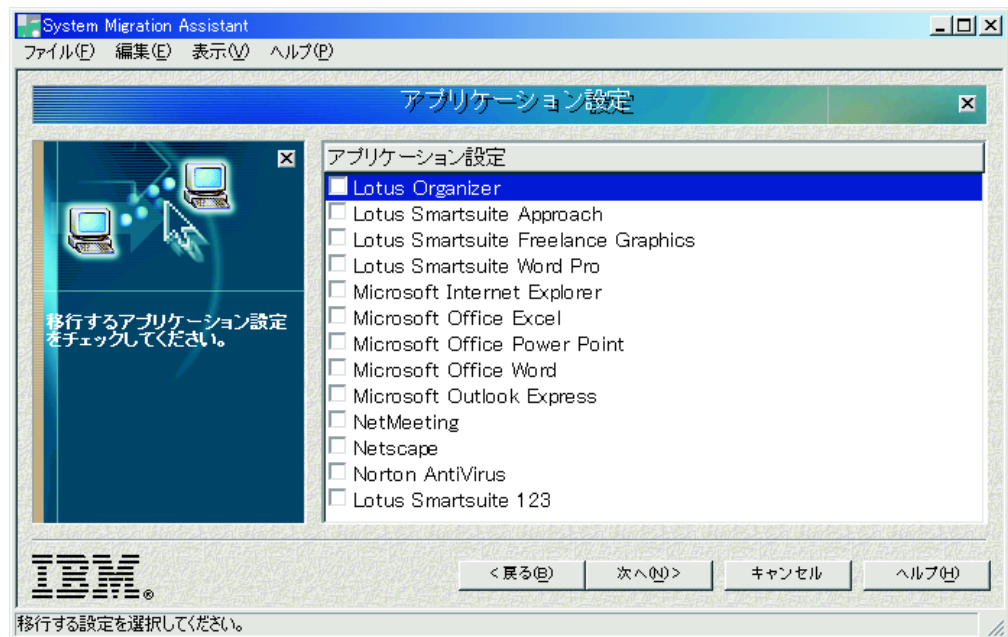 System Migration Assistant
ファイル(F) 編集(E) 表示(V) ヘルプ(P)
アプリケーション設定
移行するアプリケーション設定
をチェックしてください。
アプリケーション設定
Lotus Organizer
Lotus Smartsuite Approach
Lotus Smartsuite Freelance Graphics
Lotus Smartsuite Word Pro
Microsoft Internet Explorer
Microsoft Office Excel
Microsoft Office Power Point
Microsoft Office Word
Microsoft Outlook Express
NetMeeting
Netscape
Norton AntiVirus
Lotus Smartsuite 123
IBM®
<戻る(B) 次へ(N)> キャンセル ヘルプ(H)
移行する設定を選択してください。